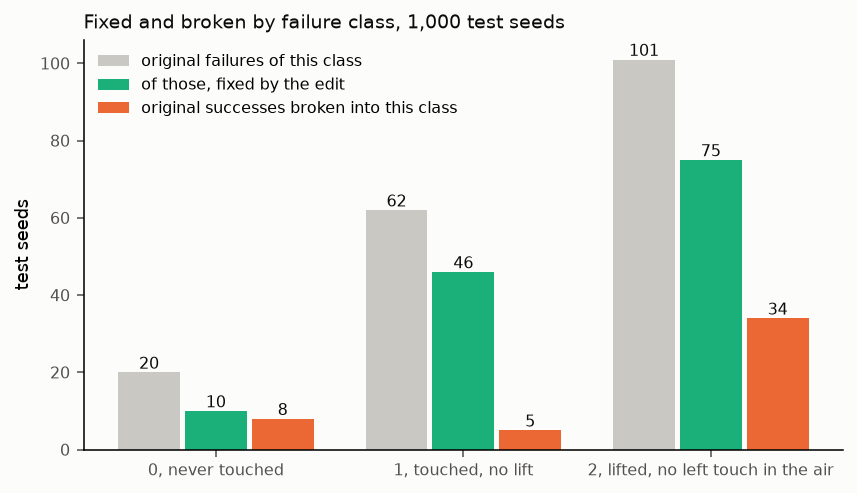 Fixed and broken by failure class, 1,000 test seeds
original failures of this class
of those, fixed by the edit
original successes broken into this class
test seeds
100
80
60
40
20
0
20
10
8
62
46
5
101
75
34
0, never touched
1, touched, no lift
2, lifted, no left touch in the air